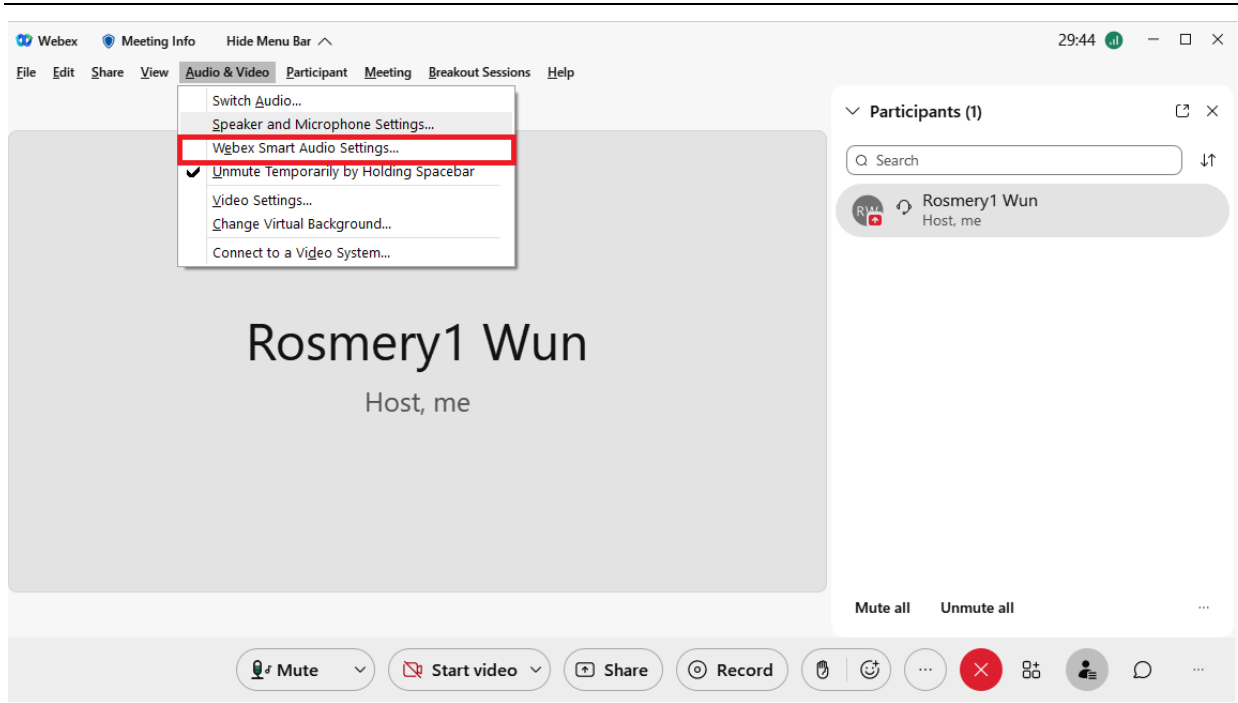 Webex Meeting Info Hide Menu Bar 29:44
File Edit Share View Audio & Video Participant Meeting Breakout Sessions Help
Switch Audio...
Speaker and Microphone Settings...
Webex Smart Audio Settings...
Unmute Temporarily by Holding Spacebar
Video Settings...
Change Virtual Background...
Connect to a Video System...
Rosmery1 Wun
Host, me
Participants (1)
Search
RW Rosmery1 Wun
Host, me
Mute all Unmute all ...
Mute Start video Share Record ... ...